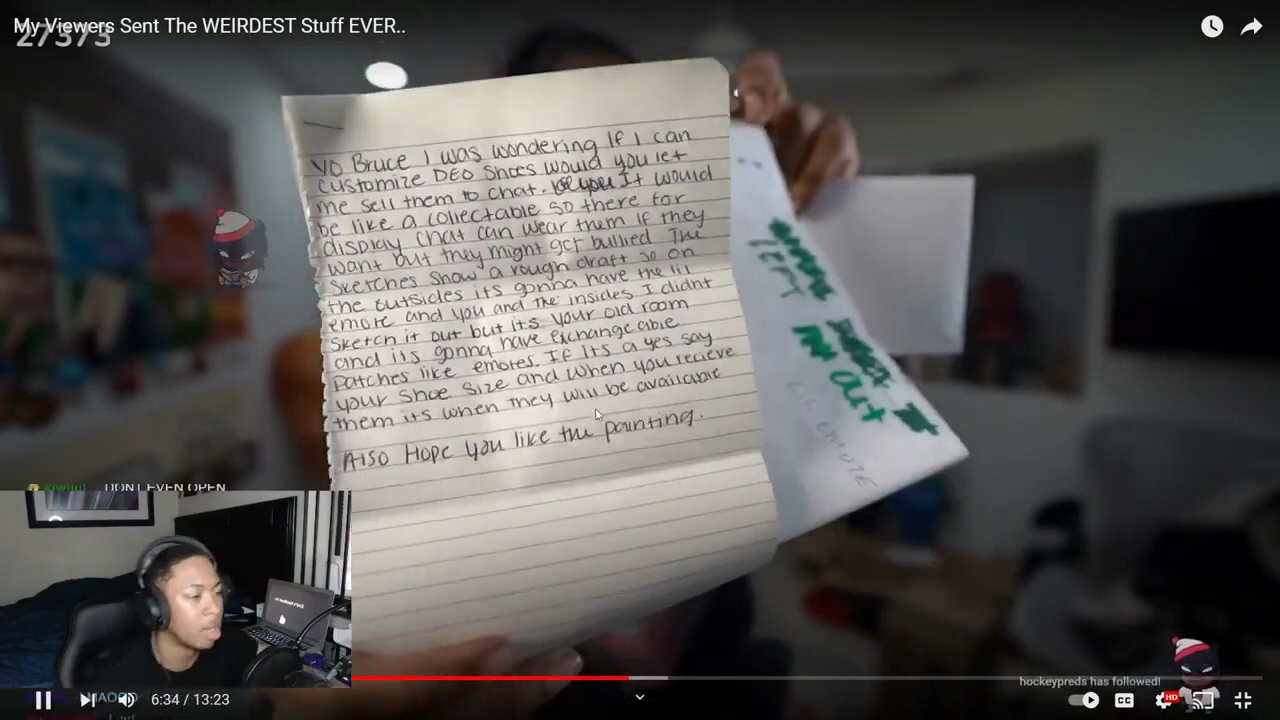 My Viewers Sent The WEIRDEST Stuff EVER..
27373
Yo Bruce I was wondering If I can
customize DEO Shoes would you let
me sell them to chat. It would
be like a collectable so there for
display chat can wear them if they
want but they might get bullied The
sketches show a rough draft so on
the outsides its gonna have the lil
emote and you and the insides I didnt
sketch it out but its your old room
and its gonna have exchangeable
patches like emotes. If its a yes say
your shoe size and when you recieve
them its when they will be available
Also Hope you like the painting.
out
DONT EVEN OPEN
hockeypreds has followed!
6:34 / 13:23
CC
HD